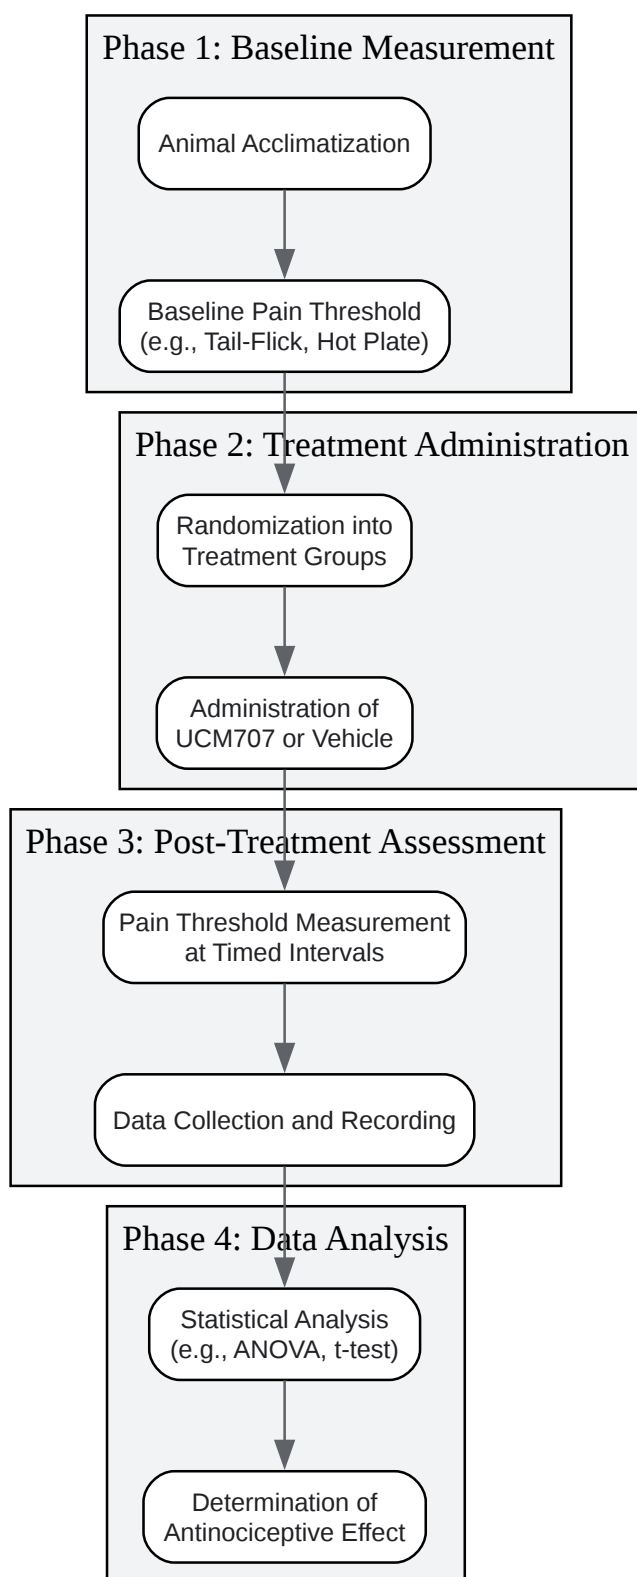 Phase 1: Baseline Measurement
Animal Acclimatization
Baseline Pain Threshold
(e.g., Tail-Flick, Hot Plate)
Phase 2: Treatment Administration
Randomization into
Treatment Groups
Administration of
UCM707 or Vehicle
Phase 3: Post-Treatment Assessment
Pain Threshold Measurement
at Timed Intervals
Data Collection and Recording
Phase 4: Data Analysis
Statistical Analysis
(e.g., ANOVA, t-test)
Determination of
Antinociceptive Effect